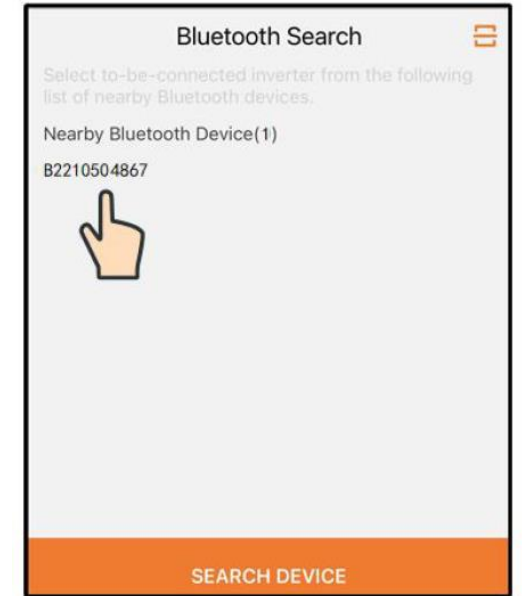 Bluetooth Search
Select to-be-connected inverter from the following
list of nearby Bluetooth devices.
Nearby Bluetooth Device(1)
B2210504867
SEARCH DEVICE